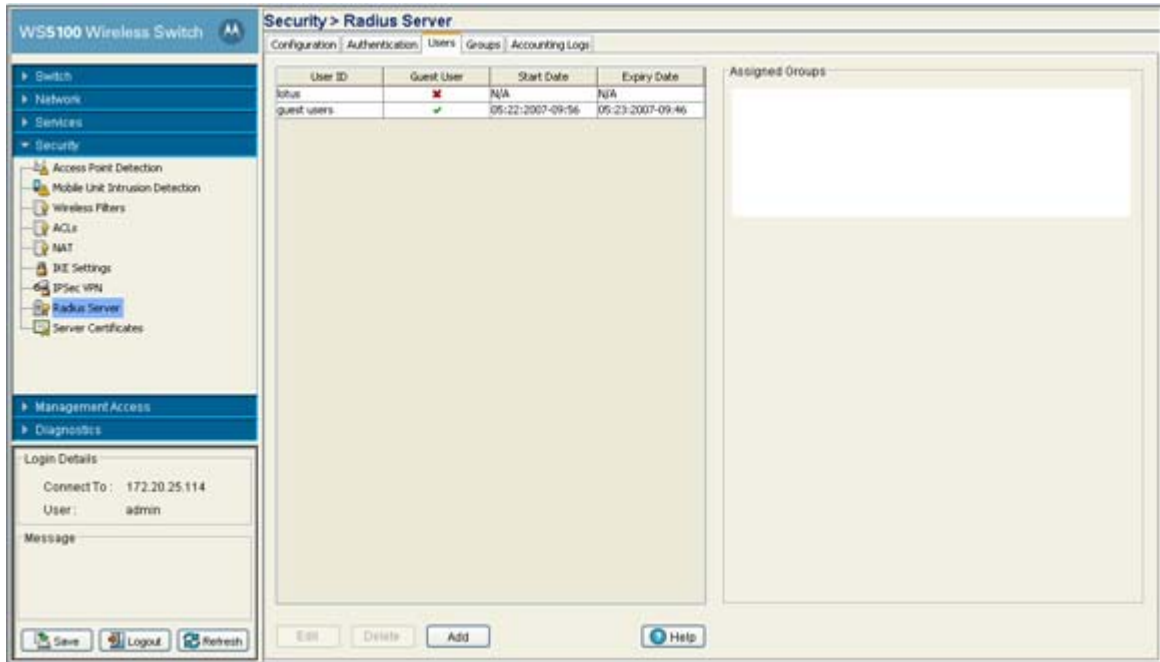 WS5100 Wireless Switch
Switch
Network
Services
Security
Access Point Detection
Mobile Unit Intrusion Detection
Wireless Filters
ACLs
NAT
IKE Settings
IPSec VPN
Radius Server
Server Certificates
Management Access
Diagnostics
Login Details
Connect To : 172.20.25.114
User : admin
Message
Save Logout Refresh
Security > Radius Server
Configuration Authentication Users Groups Accounting Logs
User ID Guest User Start Date Expiry Date
lotus N/A N/A
guest users 05:22:2007-09:56 05:23:2007-09:46
Assigned Groups
Edit Delete Add Help